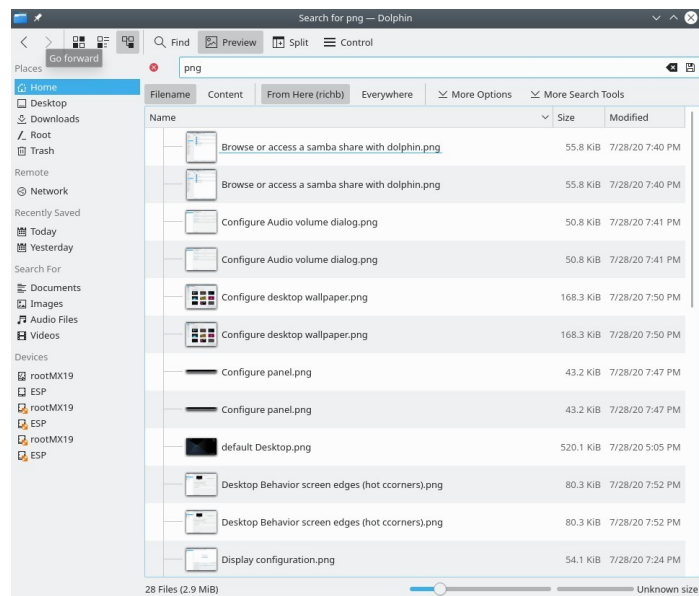 Search for png — Dolphin
Find Preview Split Control
Go forward
Places
png
Home
Desktop
Downloads
Root
Trash
Remote
Network
Recently Saved
Today
Yesterday
Search For
Documents
Images
Audio Files
Videos
Devices
rootMX19
ESP
rootMX19
ESP
rootMX19
ESP
Filename Content From Here (richb) Everywhere More Options More Search Tools
Name Size Modified
Browse or access a samba share with dolphin.png 55.8 KiB 7/28/20 7:40 PM
Browse or access a samba share with dolphin.png 55.8 KiB 7/28/20 7:40 PM
Configure Audio volume dialog.png 50.8 KiB 7/28/20 7:41 PM
Configure Audio volume dialog.png 50.8 KiB 7/28/20 7:41 PM
Configure desktop wallpaper.png 168.3 KiB 7/28/20 7:50 PM
Configure desktop wallpaper.png 168.3 KiB 7/28/20 7:50 PM
Configure panel.png 43.2 KiB 7/28/20 7:47 PM
Configure panel.png 43.2 KiB 7/28/20 7:47 PM
default Desktop.png 520.1 KiB 7/28/20 5:05 PM
Desktop Behavior screen edges (hot ccorners).png 80.3 KiB 7/28/20 7:52 PM
Desktop Behavior screen edges (hot ccorners).png 80.3 KiB 7/28/20 7:52 PM
Display configuration.png 54.1 KiB 7/28/20 7:24 PM
28 Files (2.9 MiB) Unknown size